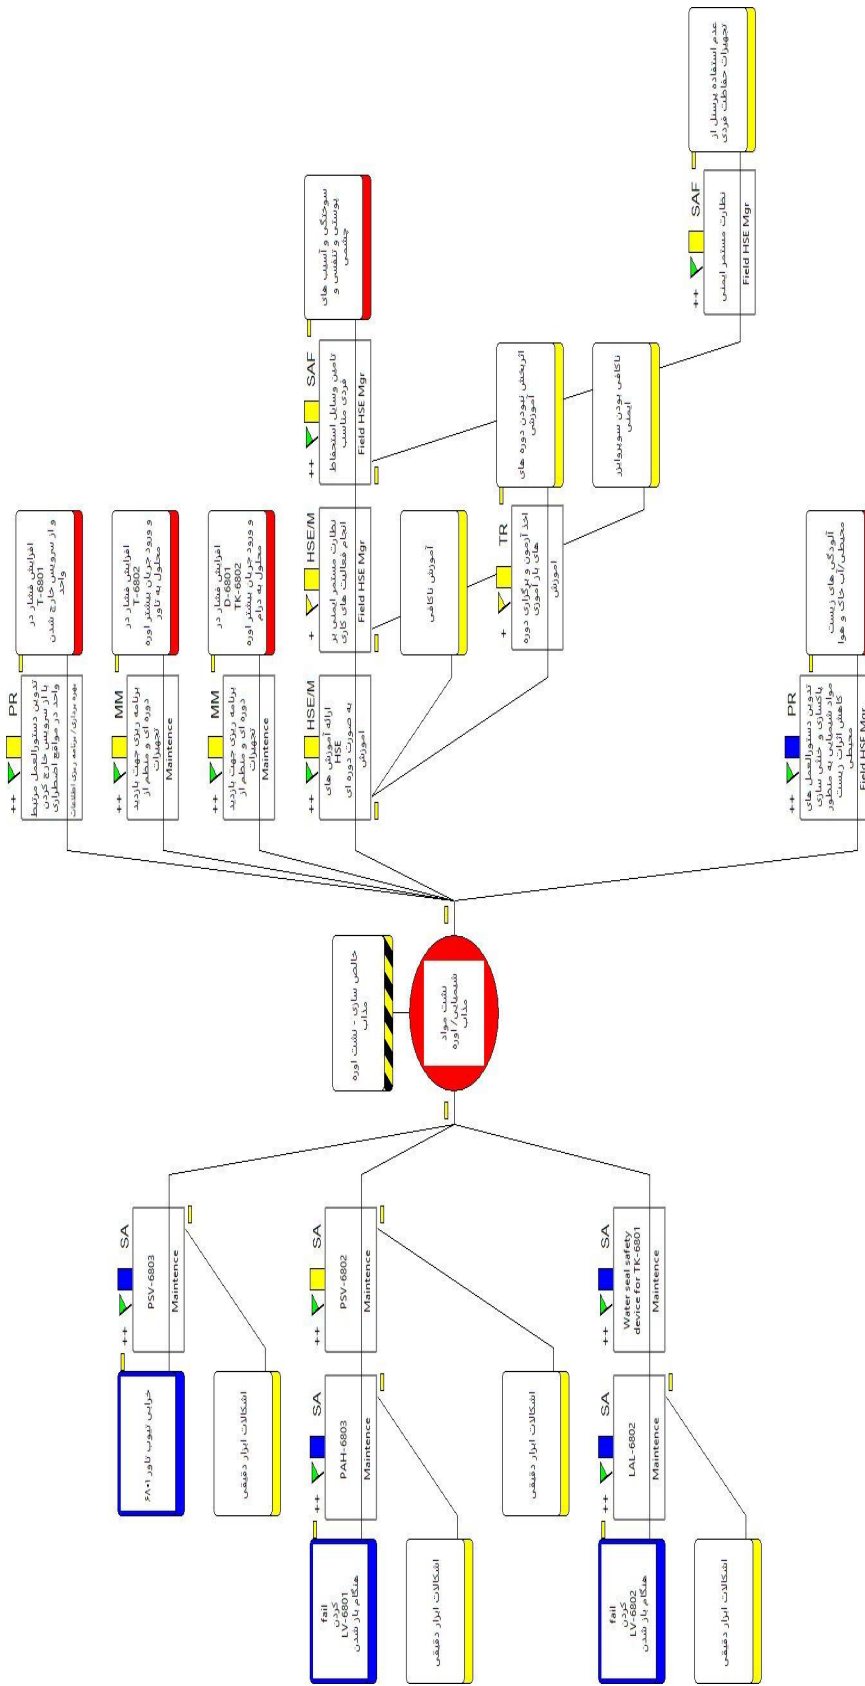 خرابی تیوب تاور ۶۸۰۱
++ SA
PSV-6803
Maintence
اشکالات ابزار دقیقی
fail
کردن
LV-6801
هنگام باز شدن
++ SA
PAH-6803
Maintence
اشکالات ابزار دقیقی
++ SA
PSV-6802
Maintence
اشکالات ابزار دقیقی
fail
کردن
LV-6802
هنگام باز شدن
++ SA
LAL-6802
Maintence
اشکالات ابزار دقیقی
++ SA
Water seal safety
device for TK-6801
Maintence
خالص سازی - نشت اوره
مذاب
نشت مواد
شیمیایی/ اوره
مذاب
++ PR
تدوین دستورالعمل مرتبط
با از سرویس خارج کردن
واحد در مواقع اضطراری
بهره برداری/ برنامه ریزی اطلاعات
افزایش فشار در
T-6801
و از سرویس خارج شدن
واحد
++ MM
برنامه ریزی جهت بازدید
دوره ای و منظم از
تجهیزات
Maintence
افزایش فشار در
T-6802
و ورود جریان بیشتر اوره
محلول به تاور
++ MM
برنامه ریزی جهت بازدید
دوره ای و منظم از
تجهیزات
Maintence
افزایش فشار در
D-6801
TK-6802
و ورود جریان بیشتر اوره
محلول به درام
++ HSE/M
ارائه آموزش های
HSE
به صورت دوره ای
آموزش
+ HSE/M
نظارت مستمر ایمنی بر
انجام فعالیت های کاری
Field HSE Mgr
++ SAF
تامین وسایل استحفاظ
فردی مناسب
Field HSE Mgr
سوختگی و آسیب های
پوستی و تنفسی و
چشمی
آموزش ناکافی
+ TR
اخذ آزمون و برگزاری دوره
های باز آموزی
آموزش
اثربخش نبودن دوره های
آموزشی
ناکافی بودن سوپروایزر
ایمنی
++ SAF
نظارت مستمر ایمنی
Field HSE Mgr
عدم استفاده پرسنل از
تجهیزات حفاظت فردی
++ PR
تدوین دستورالعمل های
پاکسازی و خنثی سازی
مواد شیمیایی به منظور
کاهش اثرات زیست
محیطی
Field HSE Mgr
آلودگی های زیست
محیطی/آب خاک و هوا